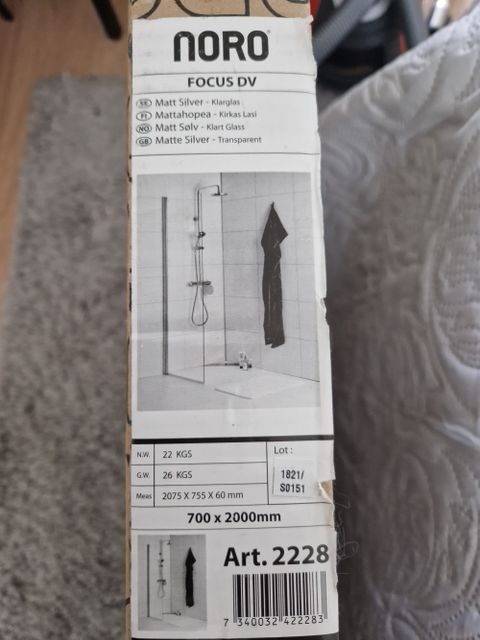 NORO
FOCUS DV
SE Matt Silver - Klarglas
FI Mattahopea - Kirkas Lasi
NO Matt Sølv - Klart Glass
GB Matte Silver - Transparent
N.W. 22 KGS
G.W. 26 KGS
Meas 2075 X 755 X 60 mm
Lot :
1821/
S0151
700 x 2000mm
Art. 2228
7 340032 422283